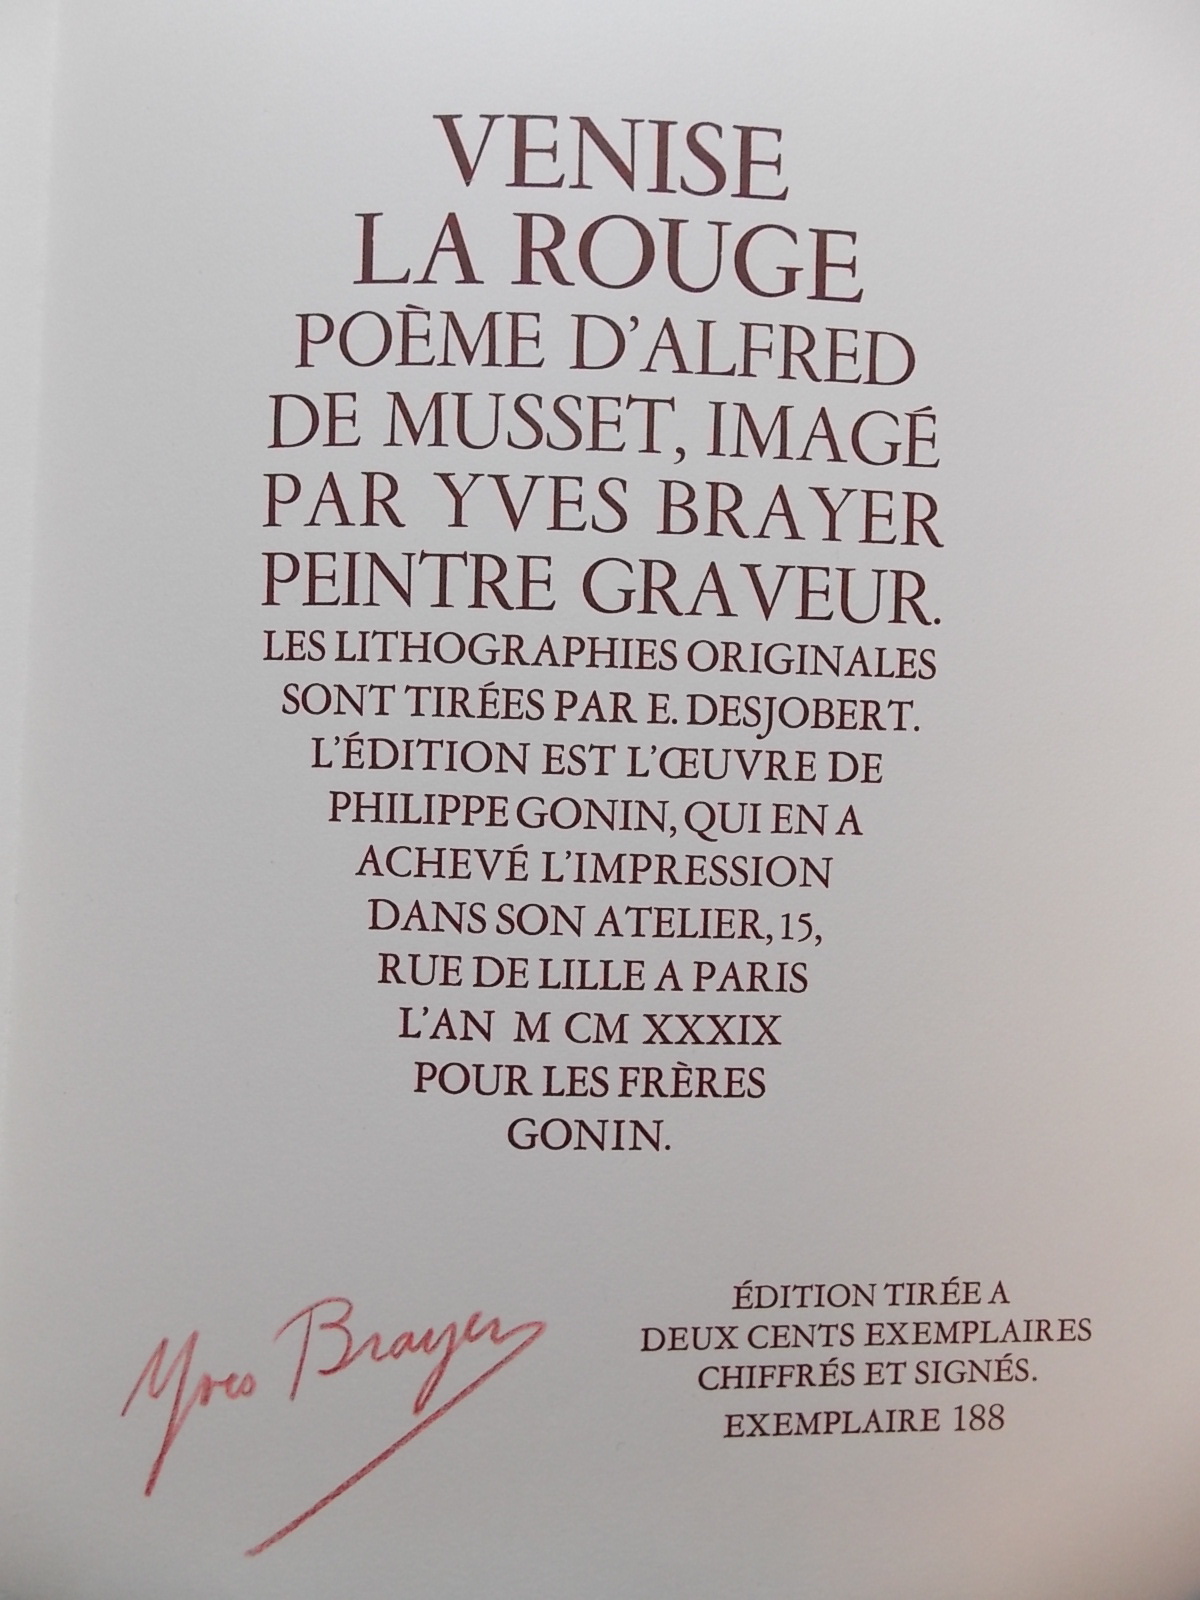 VENISE
LA ROUGE
POÈME D'ALFRED
DE MUSSET, IMAGÉ
PAR YVES BRAYER
PEINTRE GRAVEUR.
LES LITHOGRAPHIES ORIGINALES
SONT TIRÉES PAR E. DESJOBERT.
L'ÉDITION EST L'ŒUVRE DE
PHILIPPE GONIN, QUI EN A
ACHEVÉ L'IMPRESSION
DANS SON ATELIER, 15,
RUE DE LILLE A PARIS
L'AN M CM XXXIX
POUR LES FRÈRES
GONIN.
Yves Brayer
ÉDITION TIRÉE A
DEUX CENTS EXEMPLAIRES
CHIFFRÉS ET SIGNÉS.
EXEMPLAIRE 188